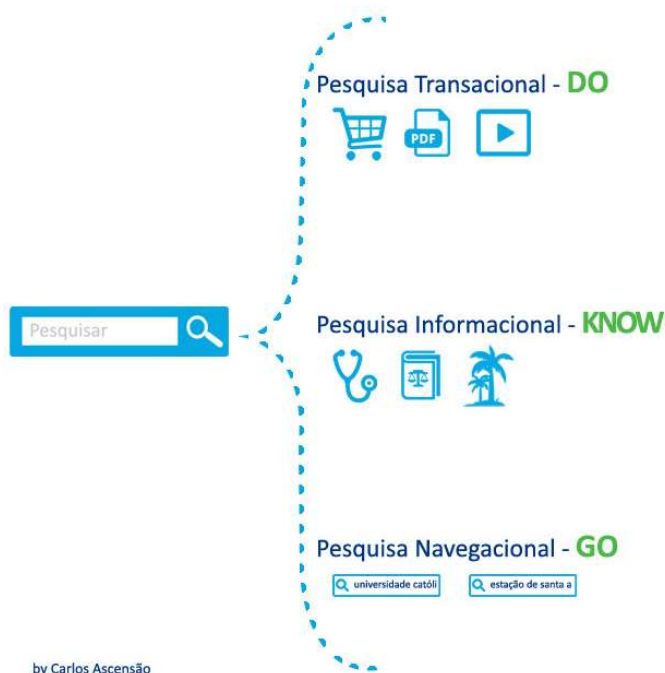 Pesquisa Transacional - DO
PDF
Pesquisar
Pesquisa Informacional - KNOW
Pesquisa Navegacional - GO
universidade católi
estação de santa a
by Carlos Ascensão